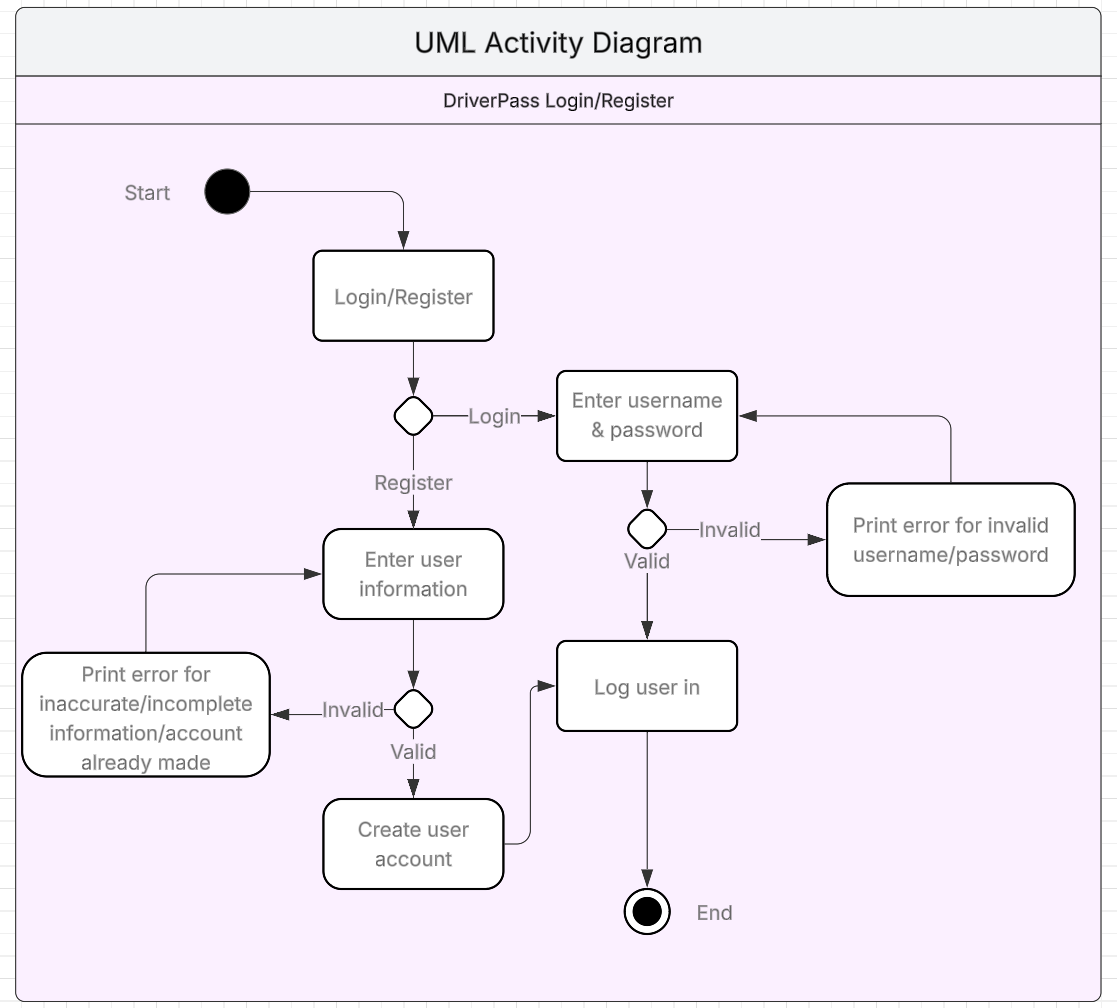 UML Activity Diagram
DriverPass Login/Register
Start
Login/Register
Login
Enter username
& password
Register
Invalid
Print error for invalid
username/password
Valid
Enter user
information
Print error for
inaccurate/incomplete
information/account
already made
Invalid
Valid
Log user in
Create user
account
End